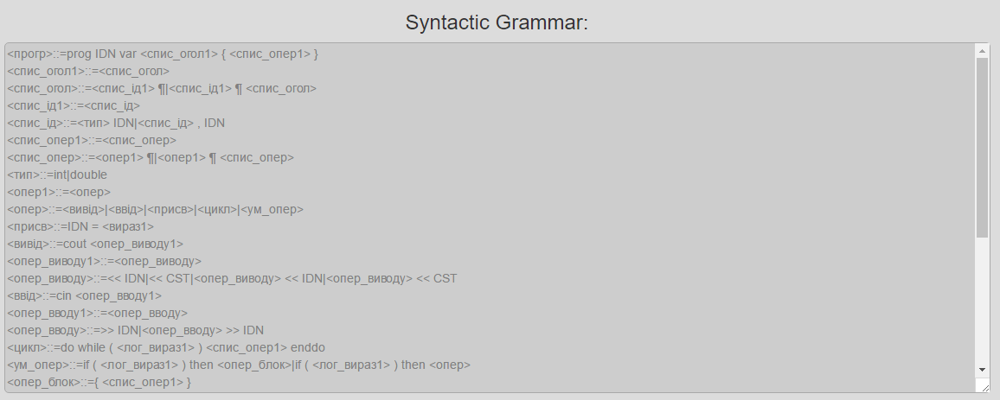 Syntactic Grammar:
<прогр>::=prog IDN var <спис_огол1> { <спис_опер1> }
<спис_огол1>::=<спис_огол>
<спис_огол>::=<спис_ід1> ¶|<спис_ід1> ¶ <спис_огол>
<спис_ід1>::=<спис_ід>
<спис_ід>::=<тип> IDN|<спис_ід> , IDN
<спис_опер1>::=<спис_опер>
<спис_опер>::=<опер1> ¶|<опер1> ¶ <спис_опер>
<тип>::=int|double
<опер1>::=<опер>
<опер>::=<вивід>|<ввід>|<присв>|<цикл>|<ум_опер>
<присв>::=IDN = <вираз1>
<вивід>::=cout <опер_виводу1>
<опер_виводу1>::=<опер_виводу>
<опер_виводу>::=<< IDN|<< CST|<опер_виводу> << IDN|<опер_виводу> << CST
<ввід>::=cin <опер_вводу1>
<опер_вводу1>::=<опер_вводу>
<опер_вводу>::=>> IDN|<опер_вводу> >> IDN
<цикл>::=do while ( <лог_вираз1> ) <спис_опер1> enddo
<ум_опер>::=if ( <лог_вираз1> ) then <опер_блок>|if ( <лог_вираз1> ) then <опер>
<опер_блок>::={ <спис_опер1> }